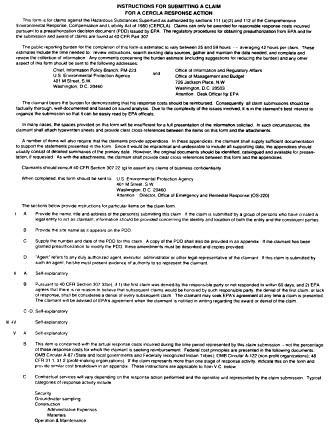 INSTRUCTIONS FOR SUBMITTING A CLAIM
FOR A CERCLA RESPONSE ACTION
This form is for claims against the Hazardous Substances Superfund as authorized by sections 111 (a)(2) and 112 of the Comprehensive
Environmental Response, Compensation and Liability Act of 1980 (CERCLA). Claims can only be awarded for reasonable response costs incurred
pursuant to a preauthorization decision document (PDD) issued by EPA. The regulatory procedures for obtaining preauthorization from EPA and for
the submission and award of claims are found at 40 CFR Part 307
The public reporting burden for the completion of this form is estimated to vary between 35 and 59 hours -- averaging 42 hours per claim. These
estimates include the time needed to: review instructions, search existing data sources, gather and maintain the data needed, and complete and
review the collection of information. Any comments concerning the burden estimate (including suggestions for reducing the burden) and any other
aspect of this form should be sent to the following addresses:
Chief, Information Policy Branch, PM-223 and Office of Information and Regulatory Affairs
U.S. Environmental Protection Agency Office of Management and Budget
401 M Street, S.W. 726 Jackson Place, N.W
Washington, D.C. 20460 Washington, D.C. 20503
Attention: Desk Officer for EPA
The claimant bears the burden for demonstrating that his response costs should be reimbursed. Consequently, all claim submissions should be
factually thorough, well-documented and based on sound analyses. Due to the complexity of the issues involved, it is in the claimant's best interest to
organize the submission so that it can be easily read by EPA officials.
In many cases, the spaces provided on this form will be insufficient for a full presentation of the information solicited. In such circumstances, the
claimant shall attach typewritten sheets and provide clear cross-references between the items on this form and the attachments.
A number of items will also require that the claimants provide appendices. In these appendices, the claimant shall supply sufficient documentation
to support the statements presented in the form. Since it would be impractical and undesirable to include all supporting data, the appendices should
usually consist of detailed summaries of the primary data. However, the original documentation should be identified, catalogued and available for
tation, if requested. As with the attachments, the claimant shall provide clear cross-references between this form and the appendices.
Claimants should consult 40 CFR Section 307.22 (g) to assert any claims of business confidentiality
When completed, this form should be sent to: U.S. Environmental Protection Agency
401 M Street, S.W.
Washington, D.C. 20460
Attention: Director, Office of Emergency and Remedial Response (OS-220)
The sections below provide instructions for particular items on the claim form.
I A Provide the name, title and address of the person(s) submitting this claim. If the claim is submitted by a group of persons who have created a
legal entity to act as claimant, information should be provided concerning the identity and location of both the entity and the constituent parties.
B Provide the site name as it appears on the PDD
C Supply the number and date of the PDD for this claim. A copy of the PDD shall also be provided in an appendix. If the claimant has been
granted preauthorization to modify the PDD, these amendments must be described and copies provided
D "Agent" refers to any duly authorized agent, executor, administrator or other legal representative of the claimant. If this claim is submitted by
such an agent, he/she must present evidence of authority to so represent the claimant
II A Self-explanatory
B Pursuant to 40 CFR Section 307.33(e), if 1) the first claim was denied by the responsible party or not responded to within 60 days, and 2) EPA
agrees that there is no reason to believe that subsequent claims would be honored by such responsible party, the denial of the first claim, or lack
of response, shall be considered a denial of every subsequent claim. The claimant may seek EPA's agreement at any time a claim is presented.
The claimant will be advised of EPA's agreement when the claimant is notified in writing regarding the award or denial of the claim.
C-D Self-explanatory
III-IV Self-explanatory
V A Self-explanatory
B This item is concerned with the actual response costs incurred during the time period represented by this claim submission -- not the percentage
of those response costs for which the claimant is seeking reimbursement. Federal cost principles are presented in the following documents:
OMB Circular A-87 (State and local governments and Federally recognized Indian Tribes); OMB Circular A-122 (non-profit organizations); 48
CFR 31.1, 31.2 (profit making organizations). If the claim represents more than one stage of response activity, indicate this on the form and
provide similar cost breakdown in an appendix. These instructions are applicable to Item V.C. below
C Contractual services will vary depending on the response action performed and the operable unit represented by the claim submission. Typical
categories of response activity include:
Security
Groundwater sampling
Construction
Administrative Expenses
Materials
Operation & Maintenance